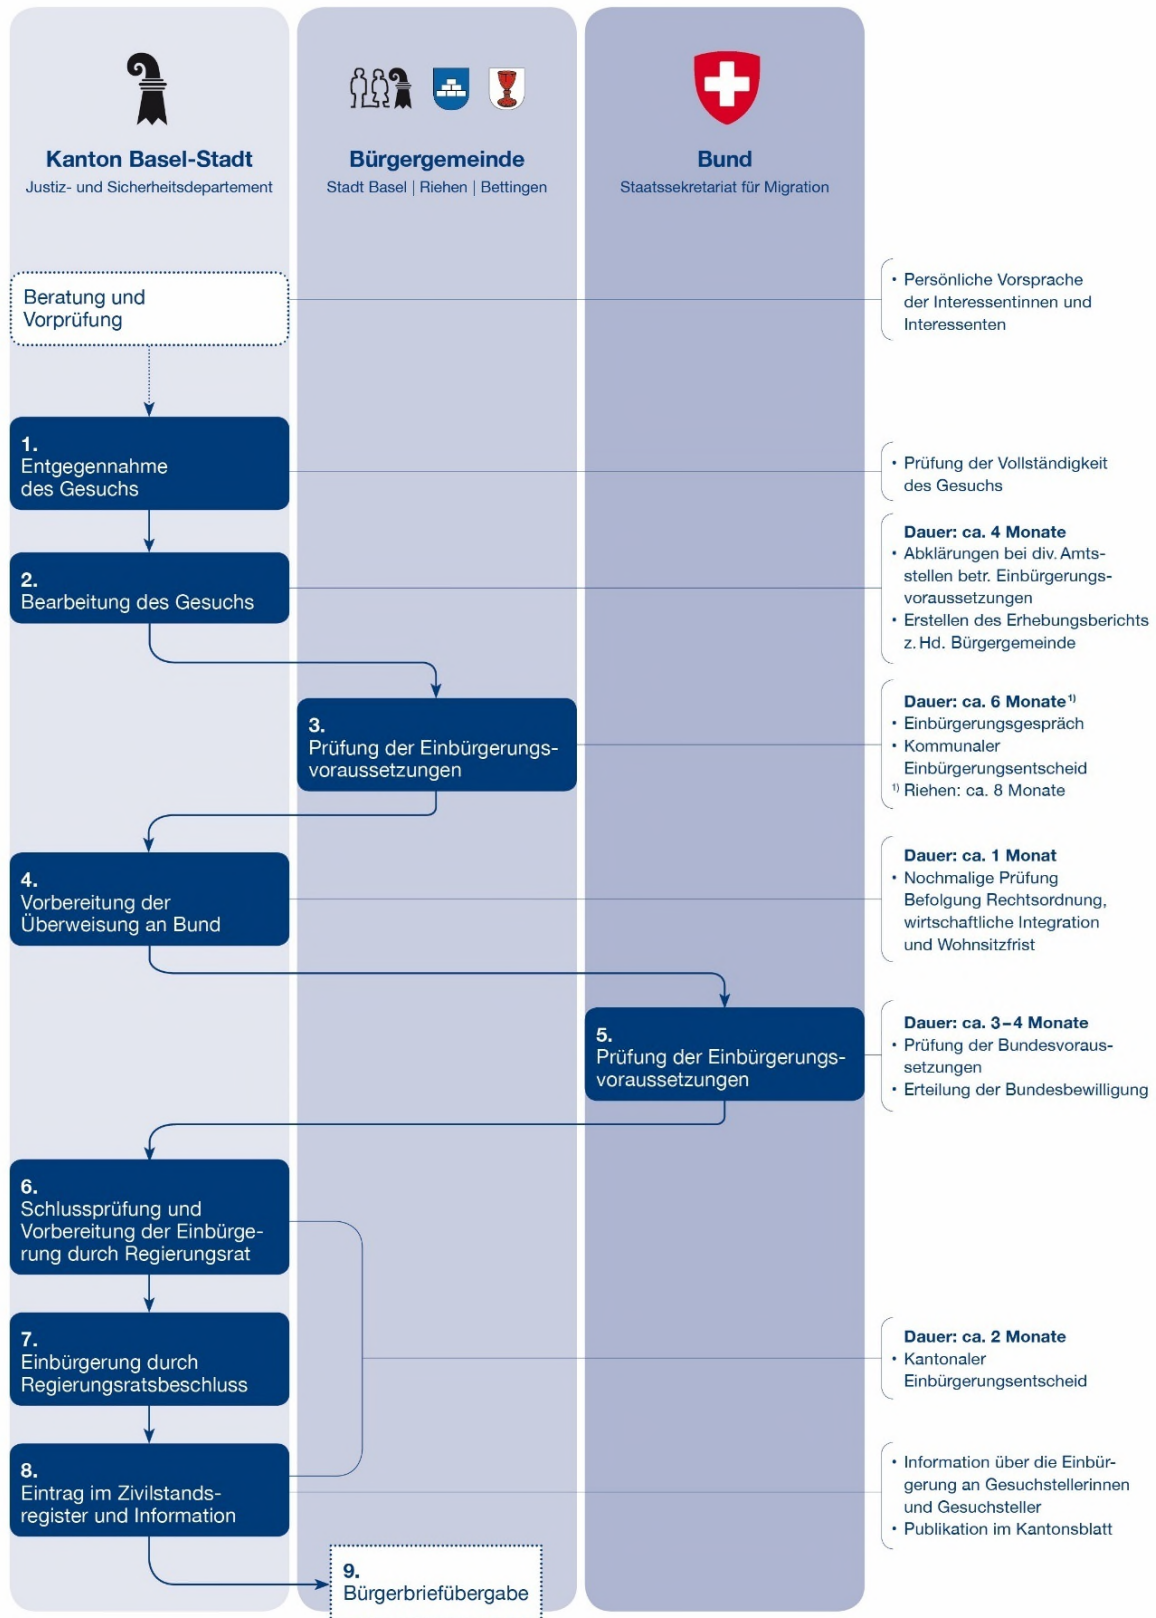 Kanton Basel-Stadt
Justiz- und Sicherheitsdepartement
Bürgergemeinde
Stadt Basel | Riehen | Bettingen
Bund
Staatssekretariat für Migration
Beratung und
Vorprüfung
• Persönliche Vorsprache
der Interessentinnen und
Interessenten
1.
Entgegennahme
des Gesuchs
• Prüfung der Vollständigkeit
des Gesuchs
2.
Bearbeitung des Gesuchs
Dauer: ca. 4 Monate
• Abklärungen bei div. Amts-
stellen betr. Einbürgerungs-
voraussetzungen
• Erstellen des Erhebungsberichts
z. Hd. Bürgergemeinde
3.
Prüfung der Einbürgerungs-
voraussetzungen
Dauer: ca. 6 Monate 1)
• Einbürgerungsgespräch
• Kommunaler
Einbürgerungsentscheid
1) Riehen: ca. 8 Monate
4.
Vorbereitung der
Überweisung an Bund
Dauer: ca. 1 Monat
• Nochmalige Prüfung
Befolgung Rechtsordnung,
wirtschaftliche Integration
und Wohnsitzfrist
5.
Prüfung der Einbürgerungs-
voraussetzungen
Dauer: ca. 3–4 Monate
• Prüfung der Bundesvoraus-
setzungen
• Erteilung der Bundesbewilligung
6.
Schlussprüfung und
Vorbereitung der Einbürge-
rung durch Regierungsrat
7.
Einbürgerung durch
Regierungsratsbeschluss
Dauer: ca. 2 Monate
• Kantonaler
Einbürgerungsentscheid
8.
Eintrag im Zivilstands-
register und Information
• Information über die Einbür-
gerung an Gesuchstellerinnen
und Gesuchsteller
• Publikation im Kantonsblatt
9.
Bürgerbriefübergabe